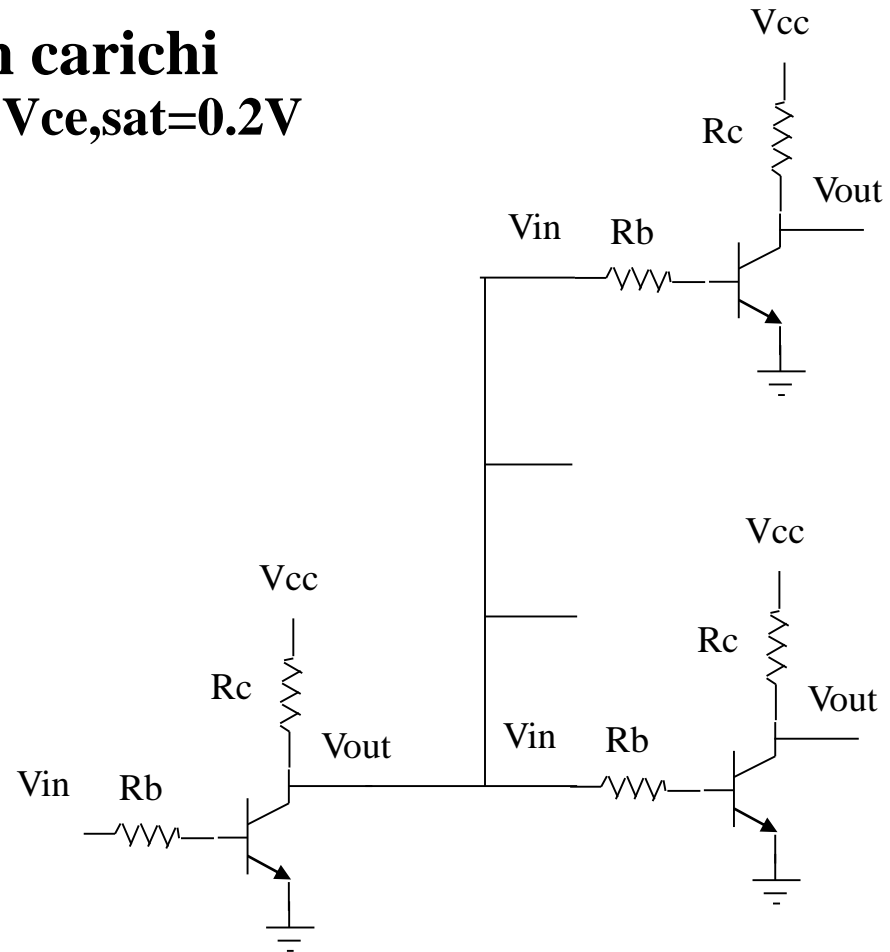 n carichi
Vce,sat=0.2V
Vcc
Rc
Vout
Vin Rb
Vcc
Rc
Vout
Vin Rb
Vcc
Rc
Vout
Vin Rb